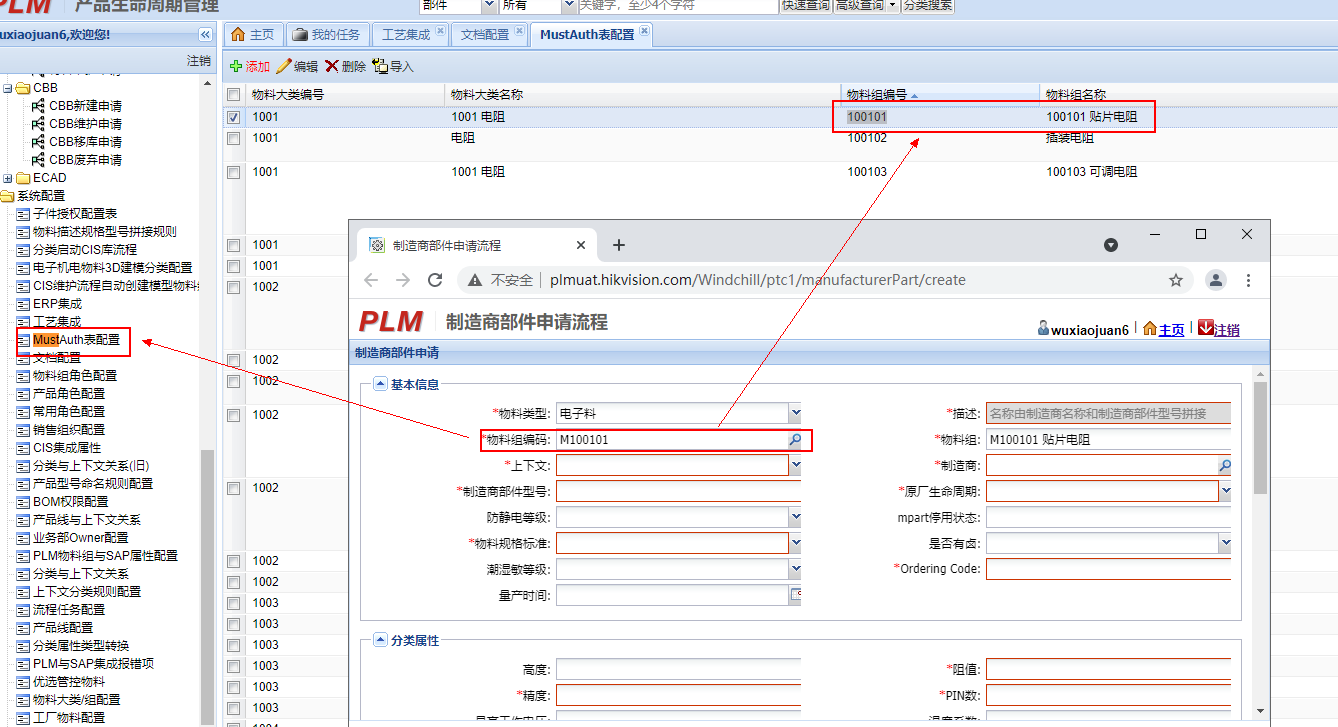 PLM 产品生命周期管理
部件 所有 关键字，至少4个字符 快速查询 高级查询 分类搜索
uxiaojuan6,欢迎您!
注销
主页 我的任务 工艺集成 文档配置 MustAuth表配置
添加 编辑 删除 导入
CBB
CBB新建申请
CBB维护申请
CBB移库申请
CBB废弃申请
ECAD
系统配置
子件授权配置表
物料描述规格型号拼接规则
分类启动CIS库流程
电子机电物料3D建模分类配置
CIS维护流程自动创建模型物料
ERP集成
工艺集成
MustAuth表配置
文档配置
物料组角色配置
产品角色配置
常用角色配置
销售组织配置
CIS集成属性
分类与上下文关系(旧)
产品型号命名规则配置
BOM权限配置
产品线与上下文关系
业务部Owner配置
PLM物料组与SAP属性配置
分类与上下文关系
上下文分类规则配置
流程任务配置
产品线配置
分类属性类型转换
PLM与SAP集成报错项
优选管控物料
物料大类/组配置
工厂物料配置
物料大类编号 物料大类名称 物料组编号 物料组名称
1001 1001 电阻 100101 100101 贴片电阻
1001 电阻 100102 插装电阻
1001 1001 电阻 100103 100103 可调电阻
1001
1001
1002
1002
1002
1002
1002
1002
1002
1003
1003
1003
1003
1003
1003
制造商部件申请流程
不安全 plmuat.hikvision.com/Windchill/ptc1/manufacturerPart/create
PLM 制造商部件申请流程
wuxiaojuan6 主页 注销
制造商部件申请
基本信息
*物料类型: 电子料 *描述: 名称由制造商名称和制造商部件型号拼接
*物料组编码: M100101 *物料组: M100101 贴片电阻
*上下文: *制造商:
*制造商部件型号: *原厂生命周期:
防静电等级: mpart停用状态:
*物料规格标准: 是否有卤:
潮湿敏等级: *Ordering Code:
量产时间:
分类属性
高度: *阻值:
*精度: *PIN数: